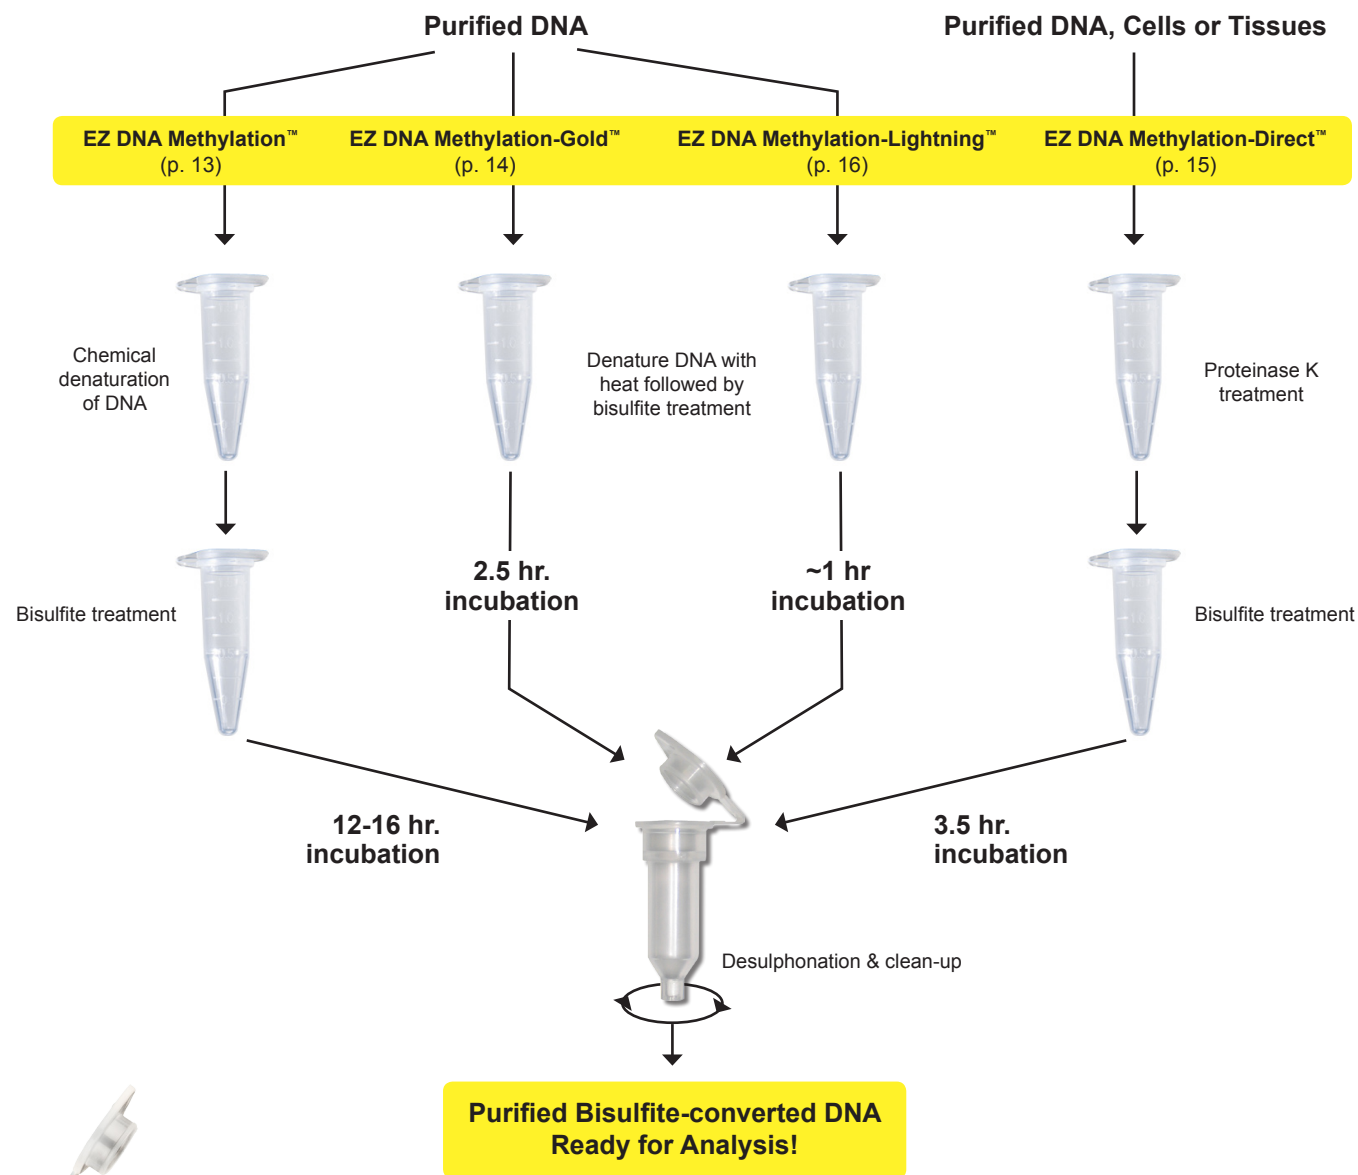 Purified DNA
Purified DNA, Cells or Tissues
EZ DNA Methylation™
(p. 13)
EZ DNA Methylation-Gold™
(p. 14)
EZ DNA Methylation-Lightning™
(p. 16)
EZ DNA Methylation-Direct™
(p. 15)
Chemical
denaturation
of DNA
Denature DNA with
heat followed by
bisulfite treatment
Proteinase K
treatment
Bisulfite treatment
2.5 hr.
incubation
~1 hr
incubation
Bisulfite treatment
12-16 hr.
incubation
3.5 hr.
incubation
Desulphonation & clean-up
Purified Bisulfite-converted DNA
Ready for Analysis!